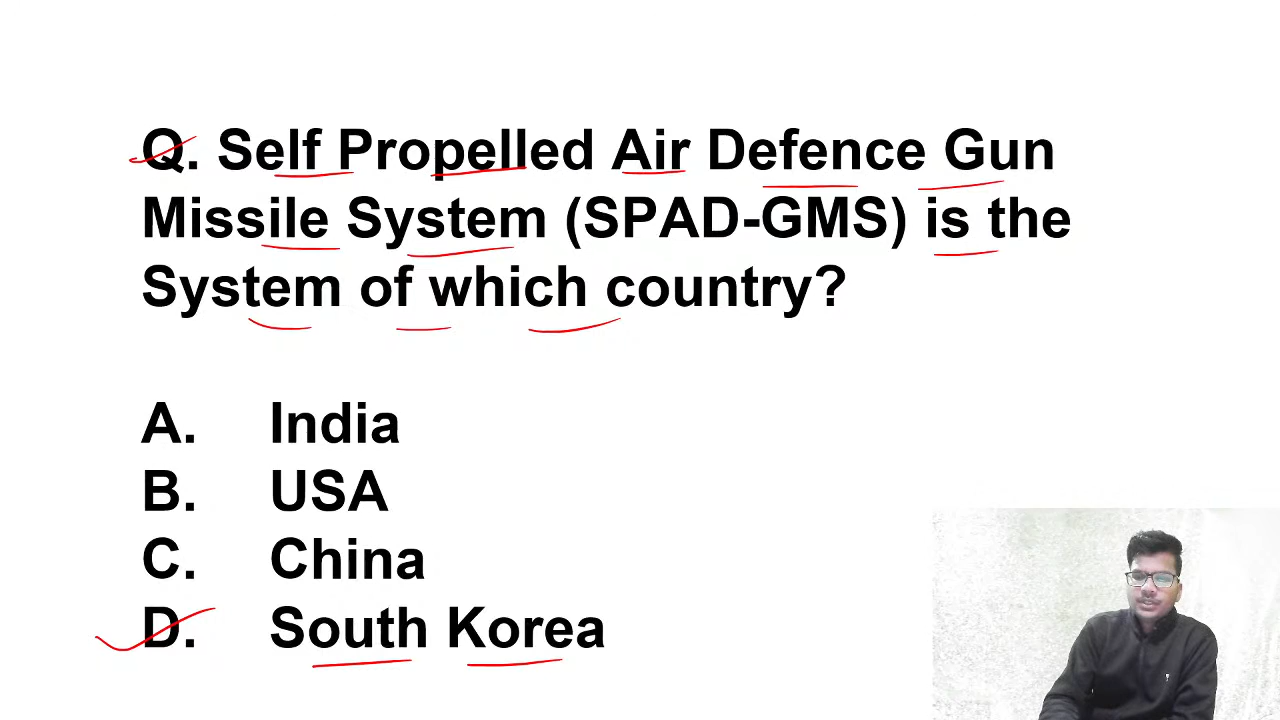 Q. Self Propelled Air Defence Gun
Missile System (SPAD-GMS) is the
System of which country?
A. India
B. USA
C. China
D. South Korea